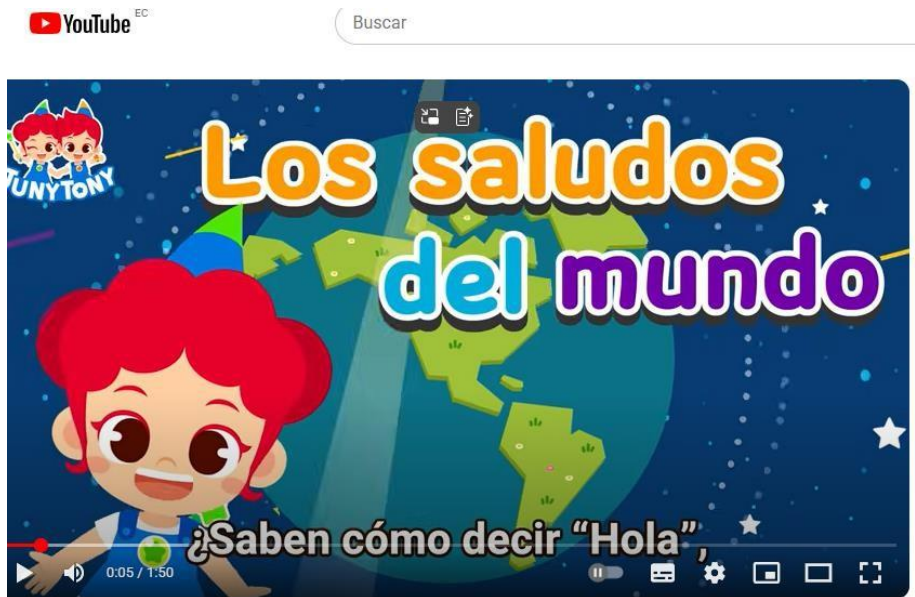 YouTube EC
Buscar
TUNYTONY
Los saludos
del mundo
¿Saben cómo decir “Hola”,
0:05 / 1:50